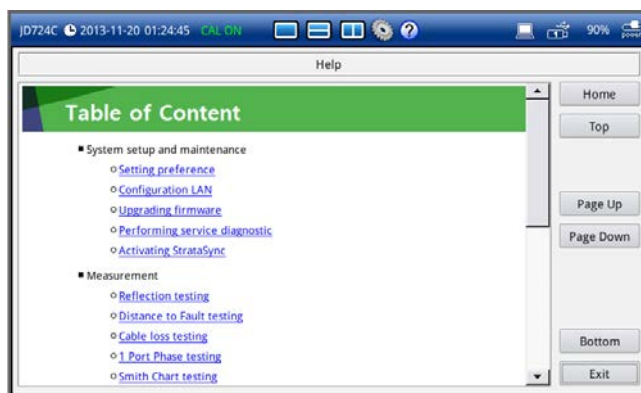 JD724C 2013-11-20 01:24:45 CAL ON ? 90% power
Help
Table of Content
■ System setup and maintenance
○ Setting preference
○ Configuration LAN
○ Upgrading firmware
○ Performing service diagnostic
○ Activating StrataSync
■ Measurement
○ Reflection testing
○ Distance to Fault testing
○ Cable loss testing
○ 1 Port Phase testing
○ Smith Chart testing
Home
Top
Page Up
Page Down
Bottom
Exit